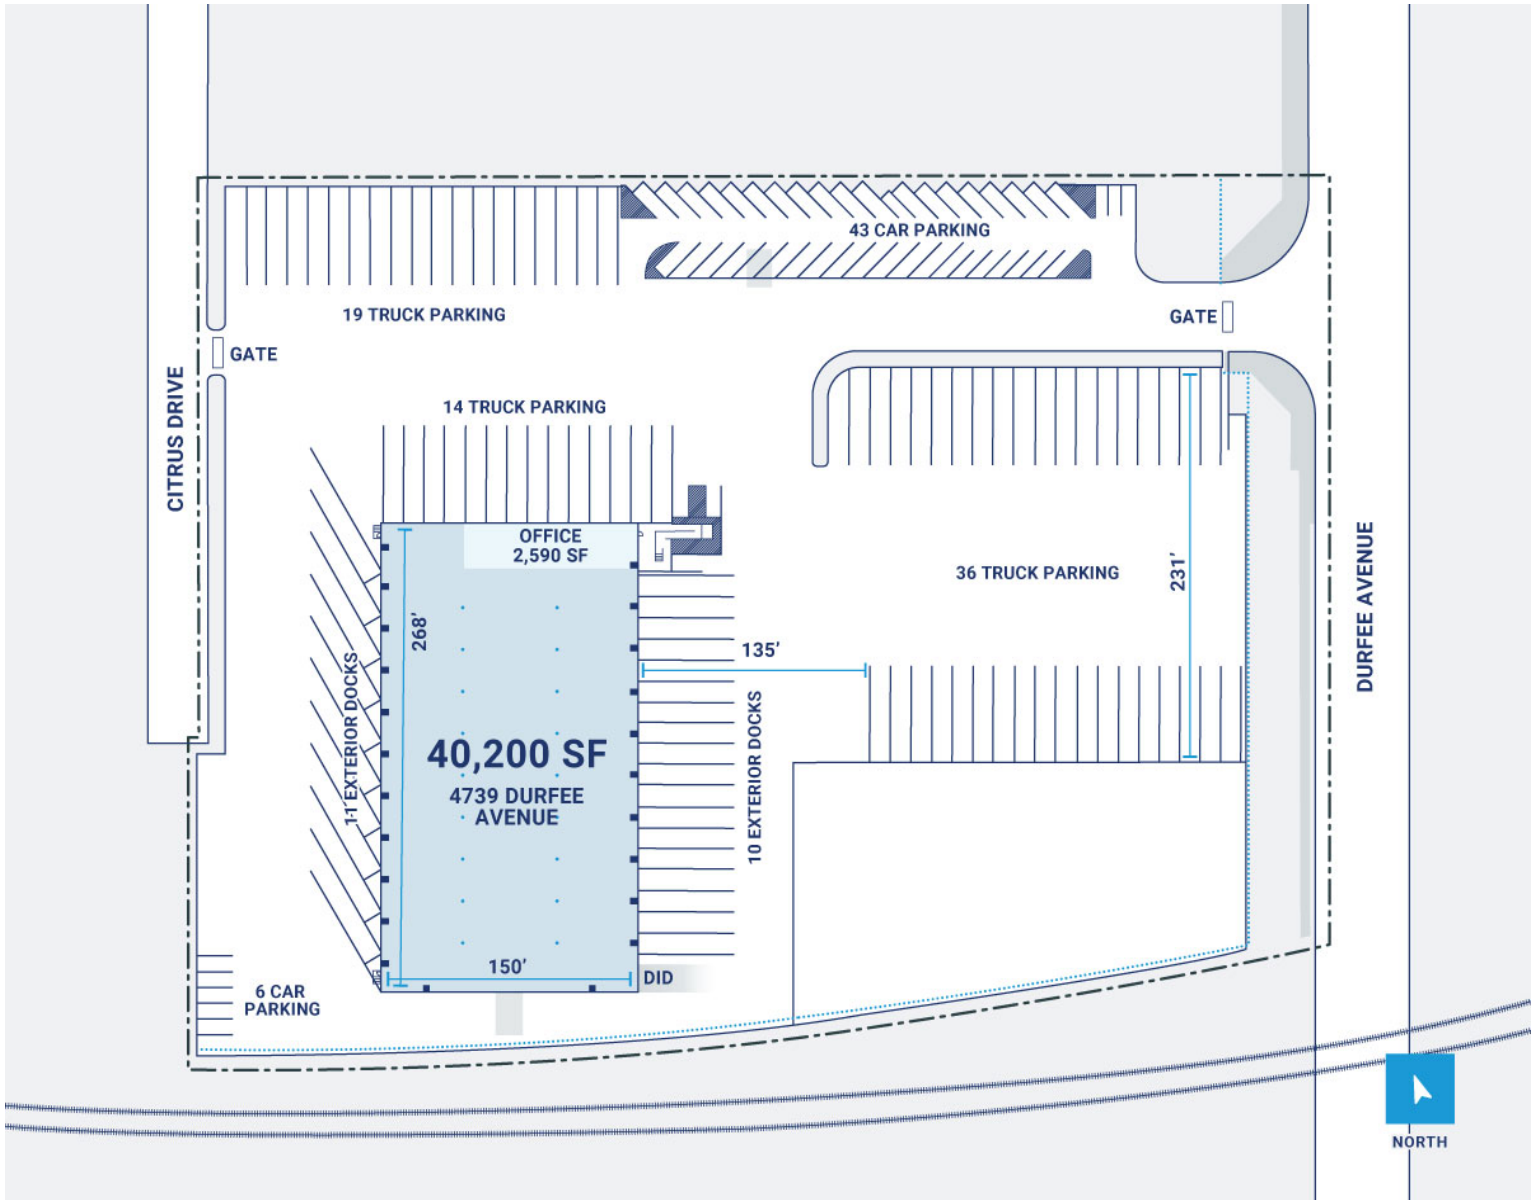 43 CAR PARKING
19 TRUCK PARKING
GATE
GATE
CITRUS DRIVE
14 TRUCK PARKING
OFFICE
2,590 SF
36 TRUCK PARKING
231’
DURFEE AVENUE
268’
135’
11 EXTERIOR DOCKS
10 EXTERIOR DOCKS
40,200 SF
4739 DURFEE
AVENUE
150’
DID
6 CAR
PARKING
NORTH